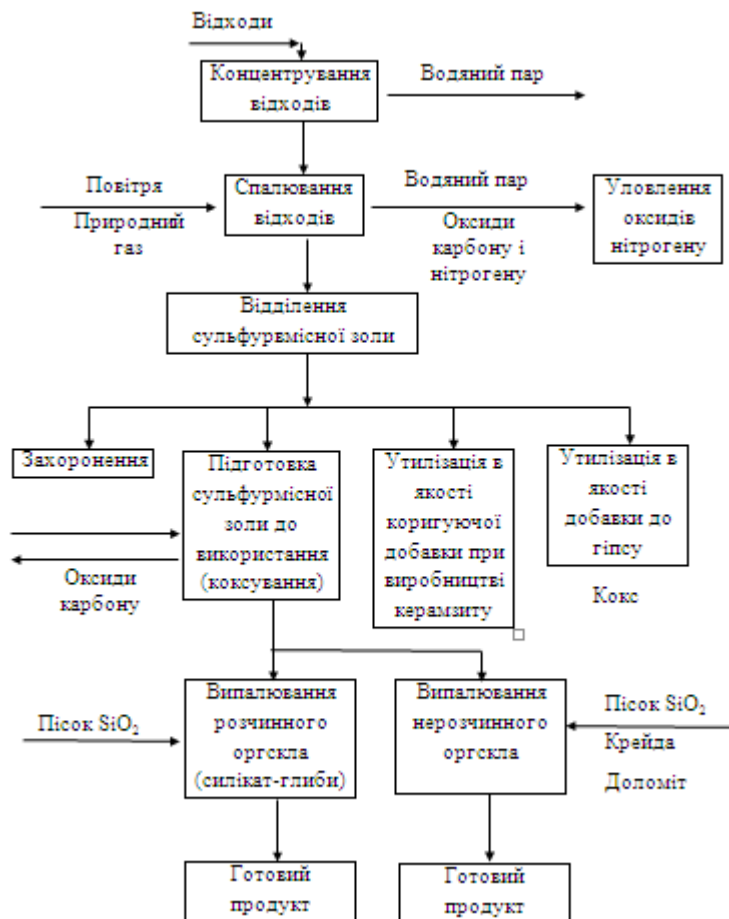 Відходи
Концентрування
відходів
Водяний пар
Повітря
Природний
газ
Спалювання
відходів
Водяний пар
Оксиди
карбону і
нітрогену
Уловлення
оксидів
нітрогену
Відділення
сульфурвмісної золи
Захоронення
Підготовка
сульфурмісної
золи до
використання
(коксування)
Утилізація в
якості
коригуючої
добавки при
виробництві
керамзиту
Утилізація в
якості
добавки до
гіпсу
Оксиди
карбону
Кокс
Пісок SiO₂
Випалювання
розчинного
оргскла
(силікат-глиби)
Випалювання
нерозчинного
оргскла
Пісок SiO₂
Крейда
Доломіт
Готовий
продукт
Готовий
продукт